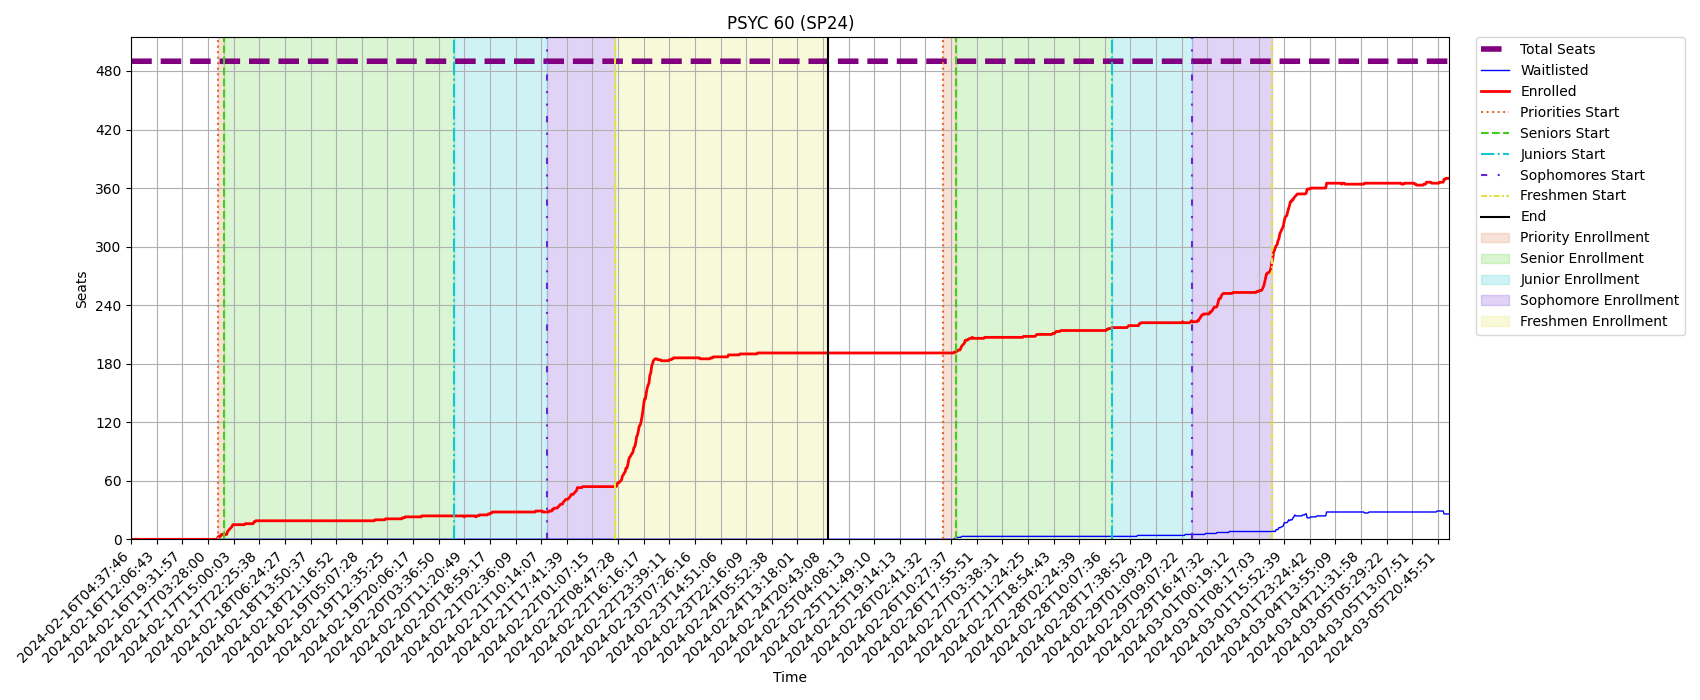 PSYC 60 (SP24)
Seats
480
420
360
300
240
180
120
60
0
2024-02-16T04:37:46
2024-02-16T12:06:43
2024-02-16T19:31:57
2024-02-17T03:28:00
2024-02-17T15:00:03
2024-02-17T22:25:38
2024-02-18T06:24:27
2024-02-18T13:50:37
2024-02-18T21:16:52
2024-02-19T05:07:28
2024-02-19T12:35:25
2024-02-19T20:06:17
2024-02-20T03:36:50
2024-02-20T11:20:49
2024-02-20T18:59:17
2024-02-21T02:36:09
2024-02-21T10:14:07
2024-02-21T17:41:39
2024-02-22T01:07:15
2024-02-22T08:47:28
2024-02-22T16:16:17
2024-02-22T23:39:11
2024-02-23T07:26:16
2024-02-23T14:51:06
2024-02-23T22:16:09
2024-02-24T05:52:38
2024-02-24T13:18:01
2024-02-24T20:43:08
2024-02-25T04:08:13
2024-02-25T11:49:10
2024-02-25T19:14:13
2024-02-26T02:41:32
2024-02-26T10:27:37
2024-02-26T17:55:51
2024-02-27T03:38:31
2024-02-27T11:24:25
2024-02-27T18:54:43
2024-02-28T02:24:39
2024-02-28T10:07:36
2024-02-28T17:38:52
2024-02-29T01:09:29
2024-02-29T09:07:22
2024-02-29T16:47:32
2024-03-01T00:19:12
2024-03-01T08:17:03
2024-03-01T15:52:39
2024-03-01T23:24:42
2024-03-04T13:55:09
2024-03-04T21:31:58
2024-03-05T05:29:22
2024-03-05T13:07:51
2024-03-05T20:45:51
Time
Total Seats
Waitlisted
Enrolled
Priorities Start
Seniors Start
Juniors Start
Sophomores Start
Freshmen Start
End
Priority Enrollment
Senior Enrollment
Junior Enrollment
Sophomore Enrollment
Freshmen Enrollment